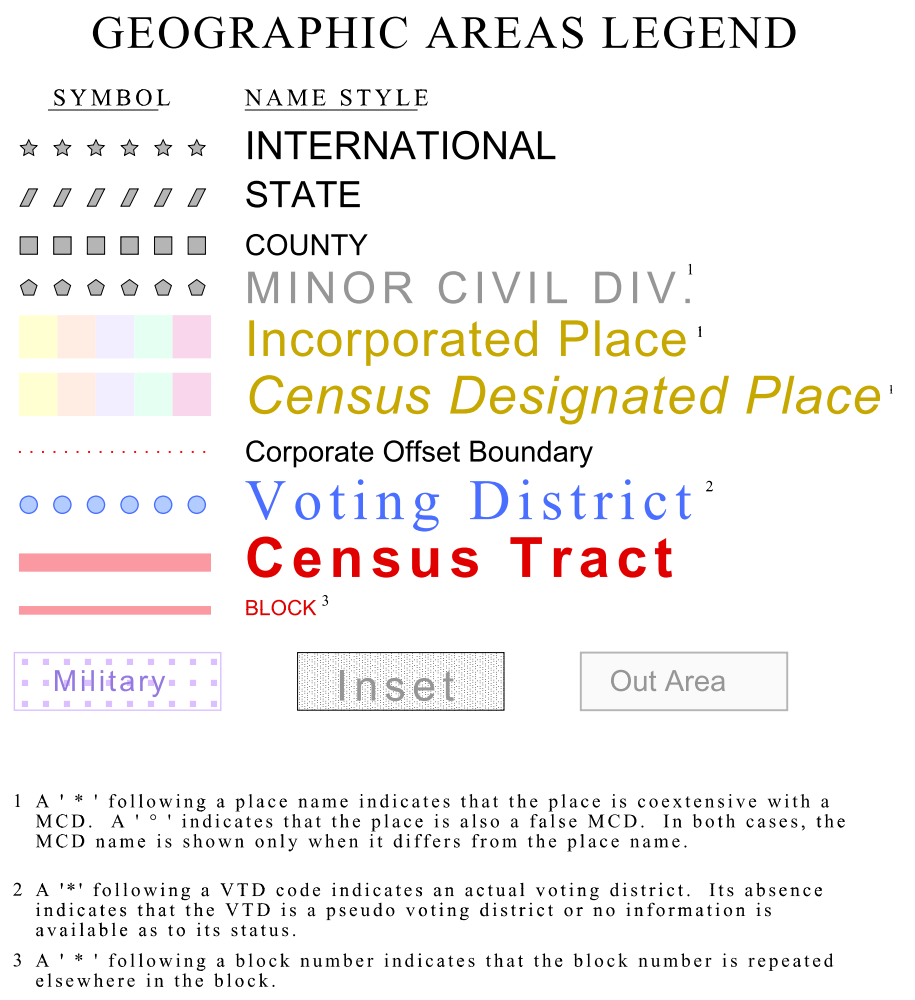 GEOGRAPHIC AREAS LEGEND
SYMBOL NAME STYLE
INTERNATIONAL
STATE
COUNTY
MINOR CIVIL DIV. 1
Incorporated Place 1
Census Designated Place 1
Corporate Offset Boundary
Voting District 2
Census Tract
BLOCK 3
Military Inset Out Area
1 A ' * ' following a place name indicates that the place is coextensive with a
MCD. A ' ° ' indicates that the place is also a false MCD. In both cases, the
MCD name is shown only when it differs from the place name.
2 A '*' following a VTD code indicates an actual voting district. Its absence
indicates that the VTD is a pseudo voting district or no information is
available as to its status.
3 A ' * ' following a block number indicates that the block number is repeated
elsewhere in the block.